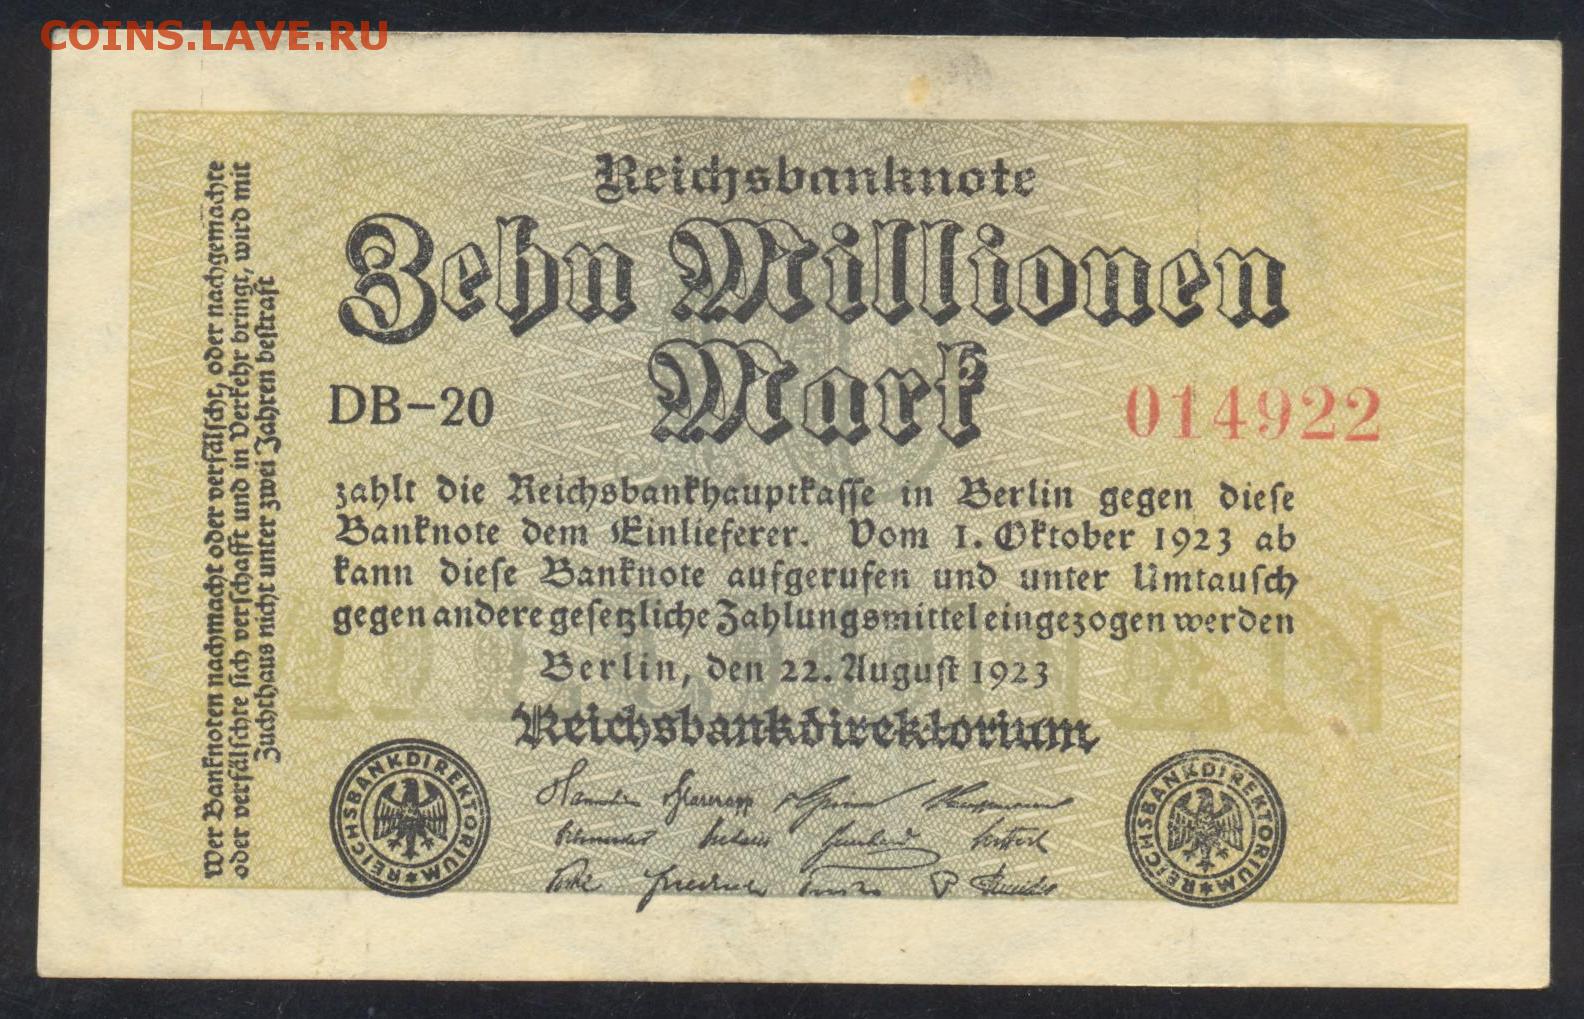 COINS.LAVE.RU
Reichsbanknote
Zehn Millionen
Mark
DB-20
014922
zahlt die Reichsbankhauptkasse in Berlin gegen diese
Banknote dem Einlieferer. Vom 1. Oktober 1923 ab
kann diese Banknote aufgerufen und unter Umtausch
gegen andere gesetzliche Zahlungsmittel eingezogen werden
Berlin, den 22. August 1923
Reichsbankdirektorium
REICHSBANKDIREKTORIUM
REICHSBANKDIREKTORIUM
Wer Banknoten nachmacht oder verfälscht, oder nachgemachte
oder verfälschte sich verschafft und in Verkehr bringt, wird mit
Zuchthaus nicht unter zwei Jahren bestraft